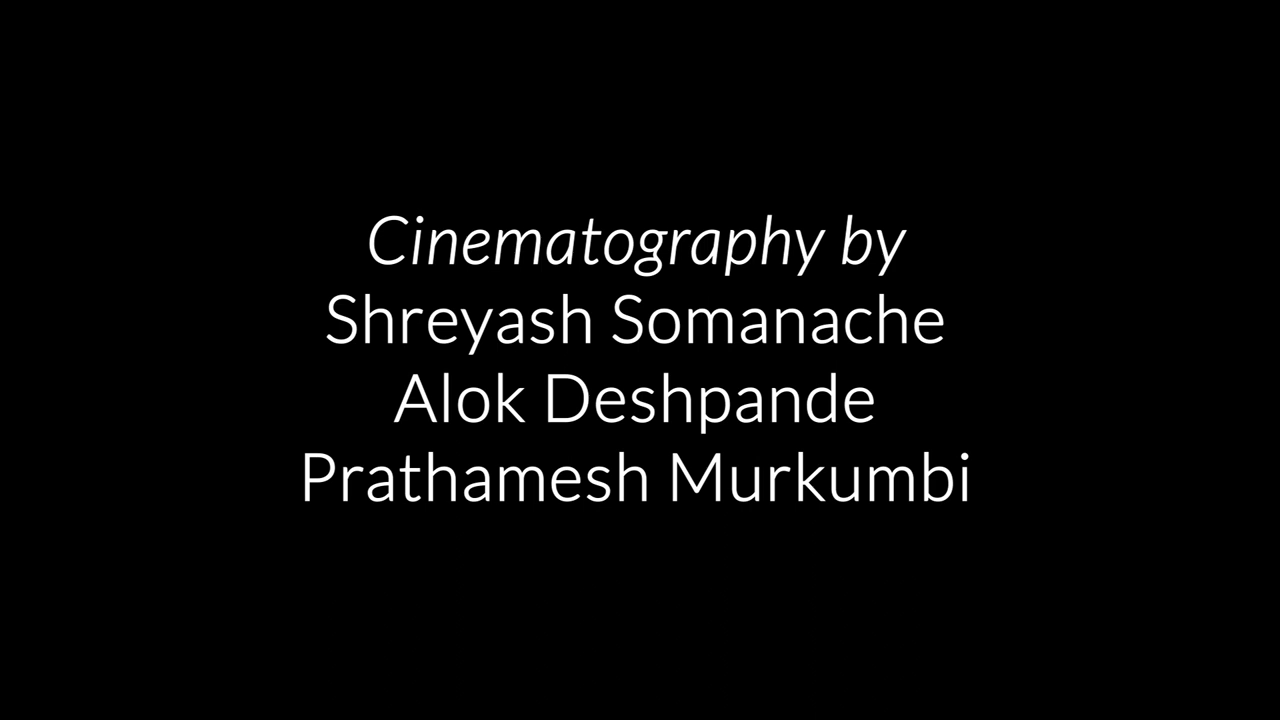 Cinematography by
Shreyash Somanache
Alok Deshpande
Prathamesh Murkumbi